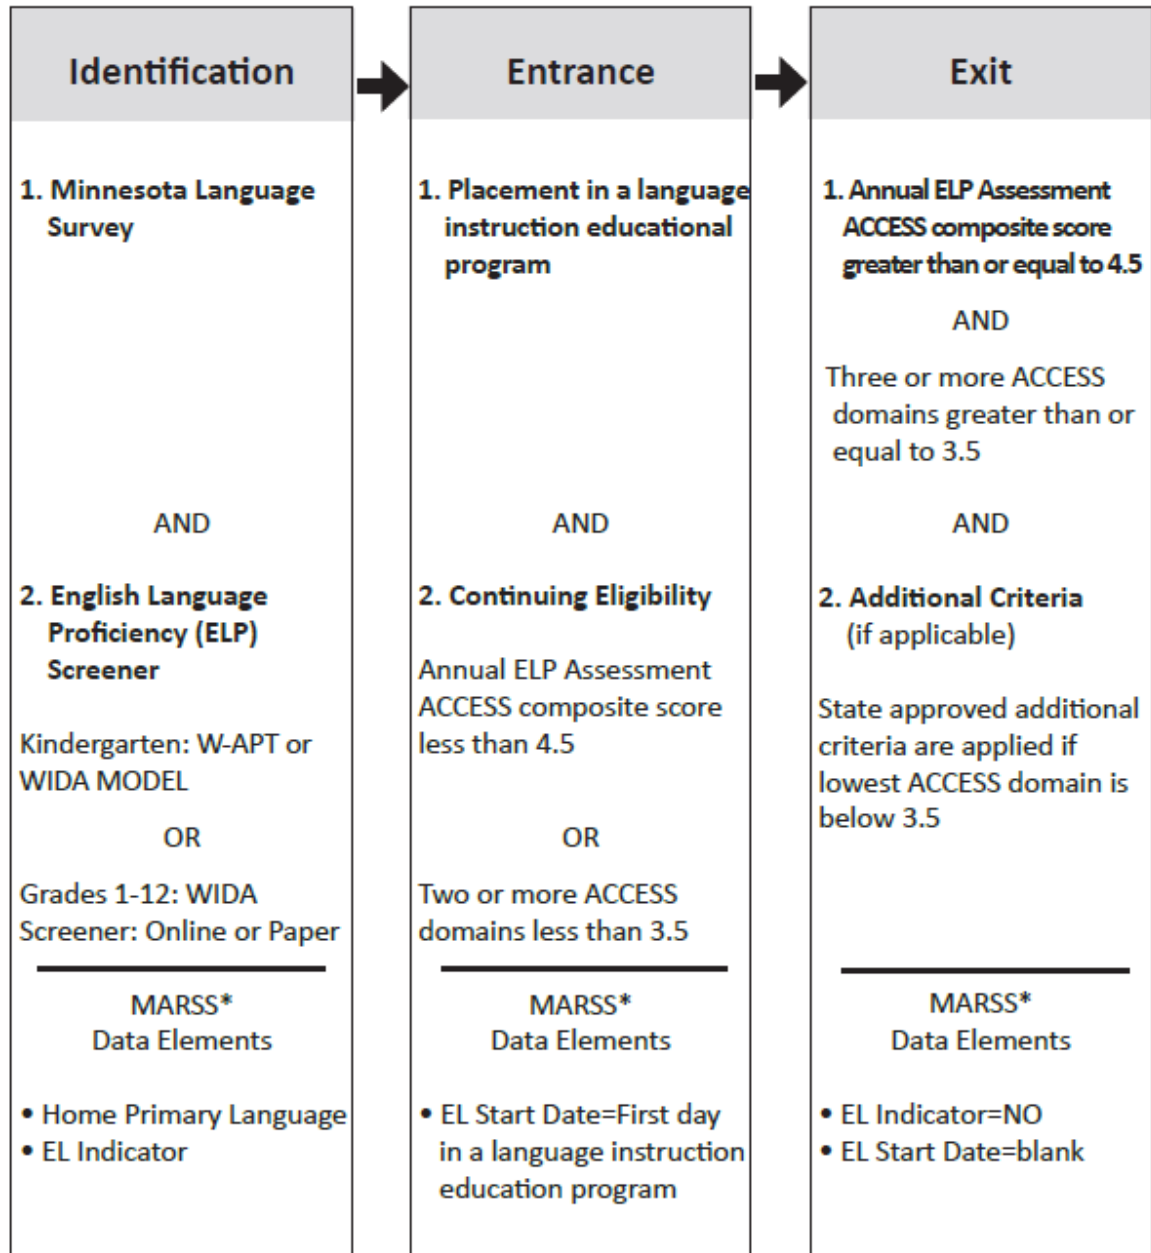 Identification
1. Minnesota Language
Survey
AND
2. English Language
Proficiency (ELP)
Screener
Kindergarten: W-APT or
WIDA MODEL
OR
Grades 1-12: WIDA
Screener: Online or Paper
MARSS*
Data Elements
• Home Primary Language
• EL Indicator
Entrance
1. Placement in a language
instruction educational
program
AND
2. Continuing Eligibility
Annual ELP Assessment
ACCESS composite score
less than 4.5
OR
Two or more ACCESS
domains less than 3.5
MARSS*
Data Elements
• EL Start Date=First day
in a language instruction
education program
Exit
1. Annual ELP Assessment
ACCESS composite score
greater than or equal to 4.5
AND
Three or more ACCESS
domains greater than or
equal to 3.5
AND
2. Additional Criteria
(if applicable)
State approved additional
criteria are applied if
lowest ACCESS domain is
below 3.5
MARSS*
Data Elements
• EL Indicator=NO
• EL Start Date=blank